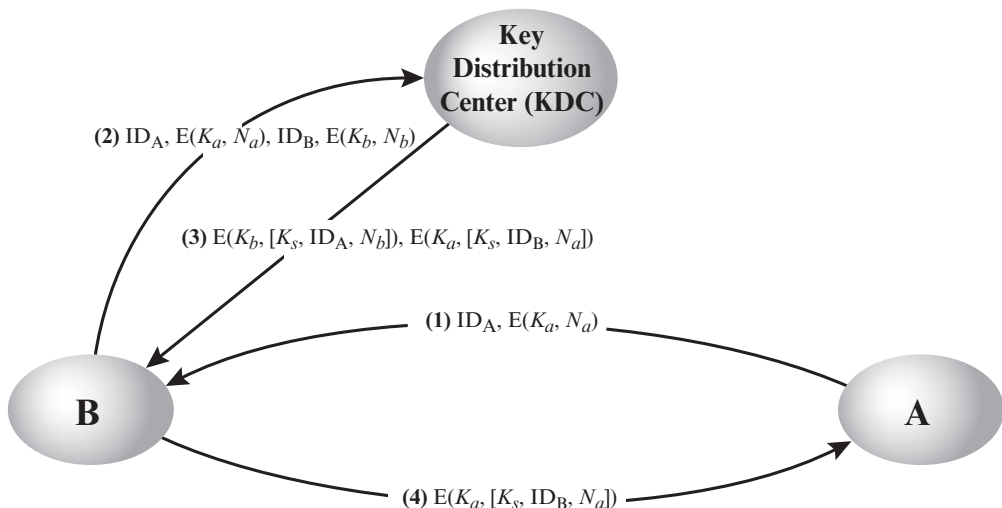 Key
Distribution
Center (KDC)
(2) ID_A, E(K_a, N_a), ID_B, E(K_b, N_b)
(3) E(K_b, [K_s, ID_A, N_b]), E(K_a, [K_s, ID_B, N_a])
(1) ID_A, E(K_a, N_a)
B
A
(4) E(K_a, [K_s, ID_B, N_a])